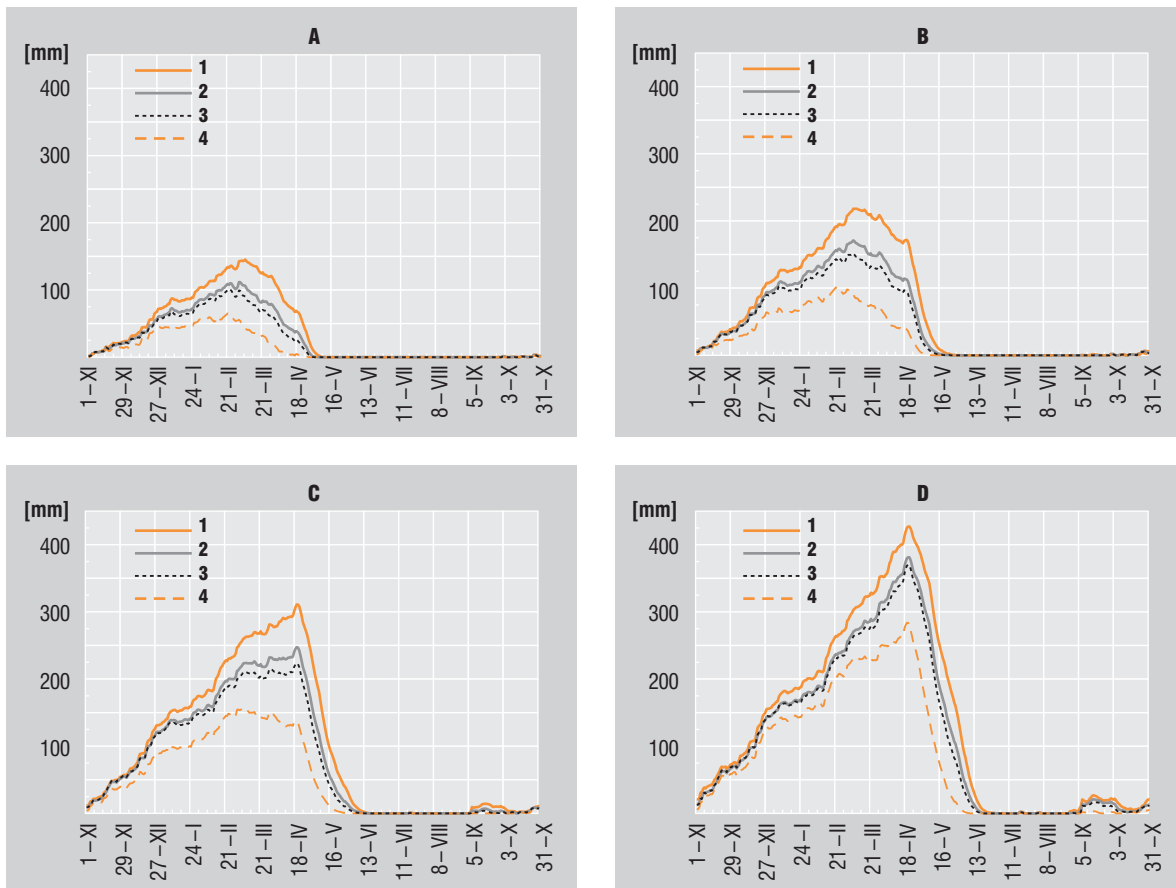 A
[mm]
400
300
200
100
1
2
3
4
1 – XI
29 – XI
27 – XII
24 – I
21 – II
21 – III
18 – IV
16 – V
13 – VI
11 – VII
8 – VIII
5 – IX
3 – X
31 – X
B
[mm]
400
300
200
100
1
2
3
4
1 – XI
29 – XI
27 – XII
24 – I
21 – II
21 – III
18 – IV
16 – V
13 – VI
11 – VII
8 – VIII
5 – IX
3 – X
31 – X
C
[mm]
400
300
200
100
1
2
3
4
1 – XI
29 – XI
27 – XII
24 – I
21 – II
21 – III
18 – IV
16 – V
13 – VI
11 – VII
8 – VIII
5 – IX
3 – X
31 – X
D
[mm]
400
300
200
100
1
2
3
4
1 – XI
29 – XI
27 – XII
24 – I
21 – II
21 – III
18 – IV
16 – V
13 – VI
11 – VII
8 – VIII
5 – IX
3 – X
31 – X